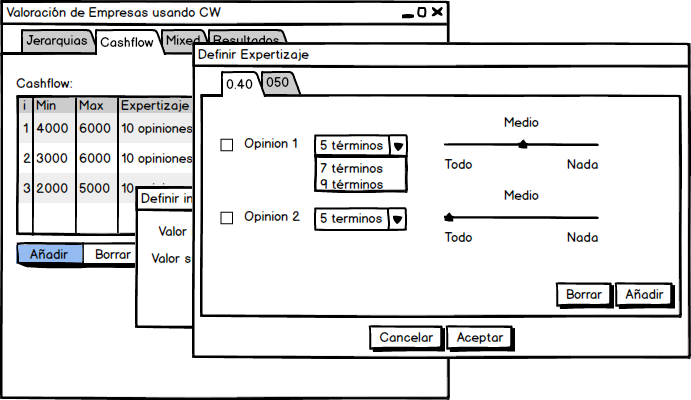 Valoración de Empresas usando CW
Jerarquias Cashflow Mixed Resultados
Cashflow:
i Min Max Expertizaje
1 4000 6000 10 opiniones
2 3000 6000 10 opiniones
3 2000 5000 10
Definir in
Valor
Valor s
Añadir Borrar
Definir Expertizaje
0.40 050
Opinion 1 5 términos
7 términos
9 términos
Medio
Todo Nada
Opinion 2 5 terminos
Medio
Todo Nada
Borrar Añadir
Cancelar Aceptar